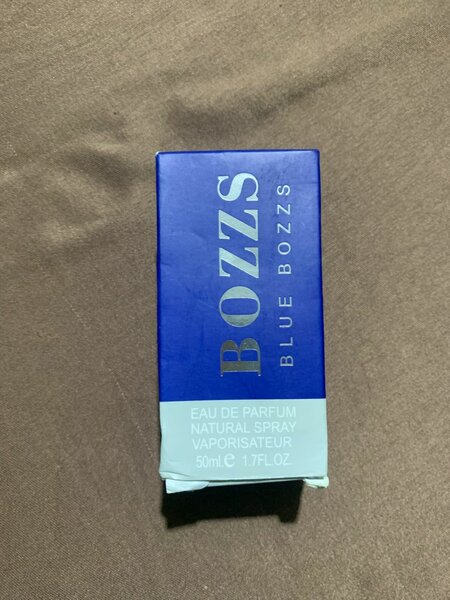 BOZZS
BLUE BOZZS
EAU DE PARFUM
NATURAL SPRAY
VAPORISATEUR
50ml.e 1.7FL.OZ.